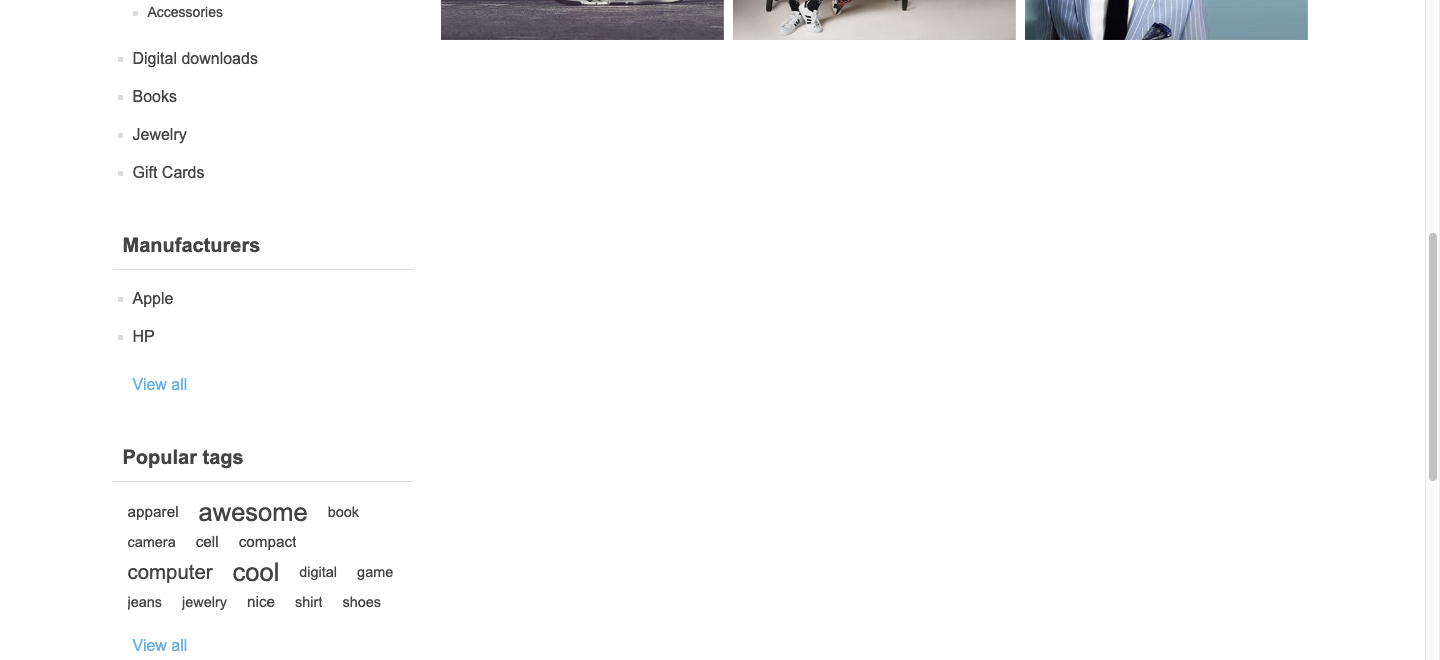 Accessories
Digital downloads
Books
Jewelry
Gift Cards
Manufacturers
Apple
HP
View all
Popular tags
apparel awesome book
camera cell compact
computer cool digital game
jeans jewelry nice shirt shoes
View all